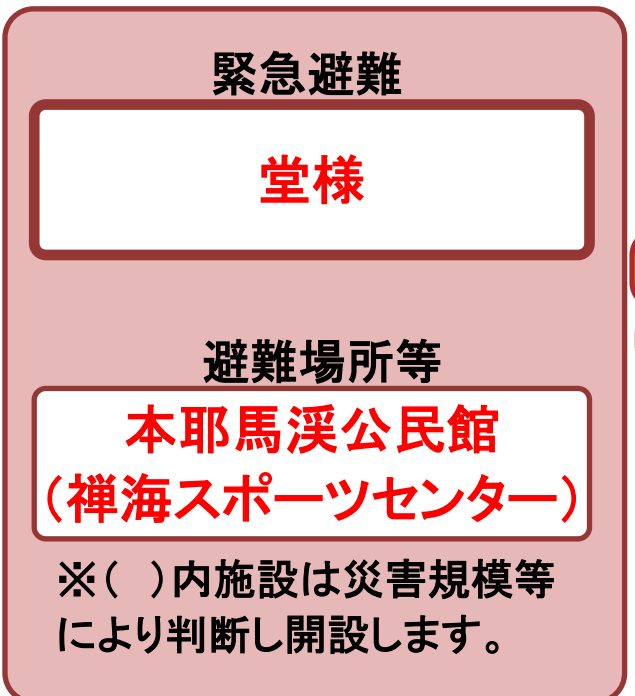 緊急避難
堂様
避難場所等
本耶馬渓公民館
（禅海スポーツセンター）
※（　）内施設は災害規模等
により判断し開設します。